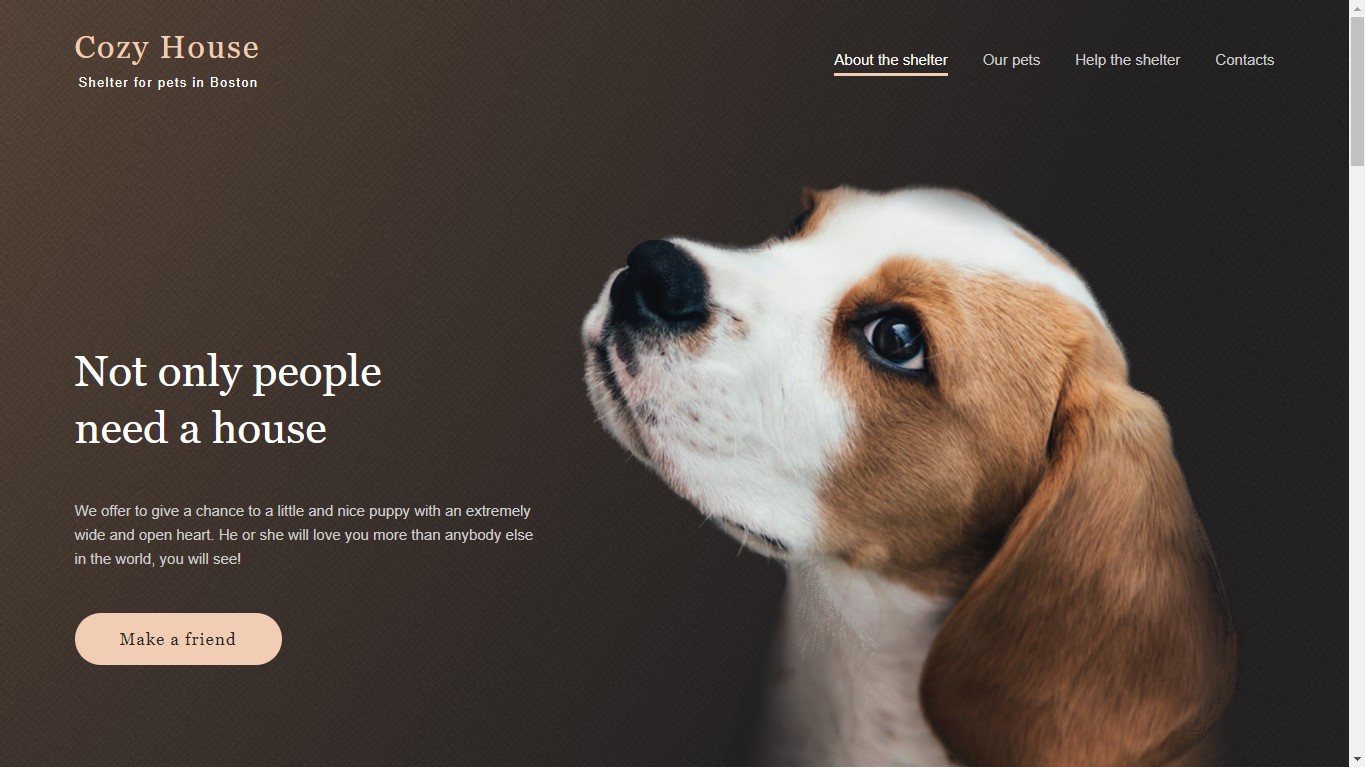 Cozy House
Shelter for pets in Boston
About the shelter
Our pets
Help the shelter
Contacts
Not only people
need a house
We offer to give a chance to a little and nice puppy with an extremely
wide and open heart. He or she will love you more than anybody else
in the world, you will see!
Make a friend